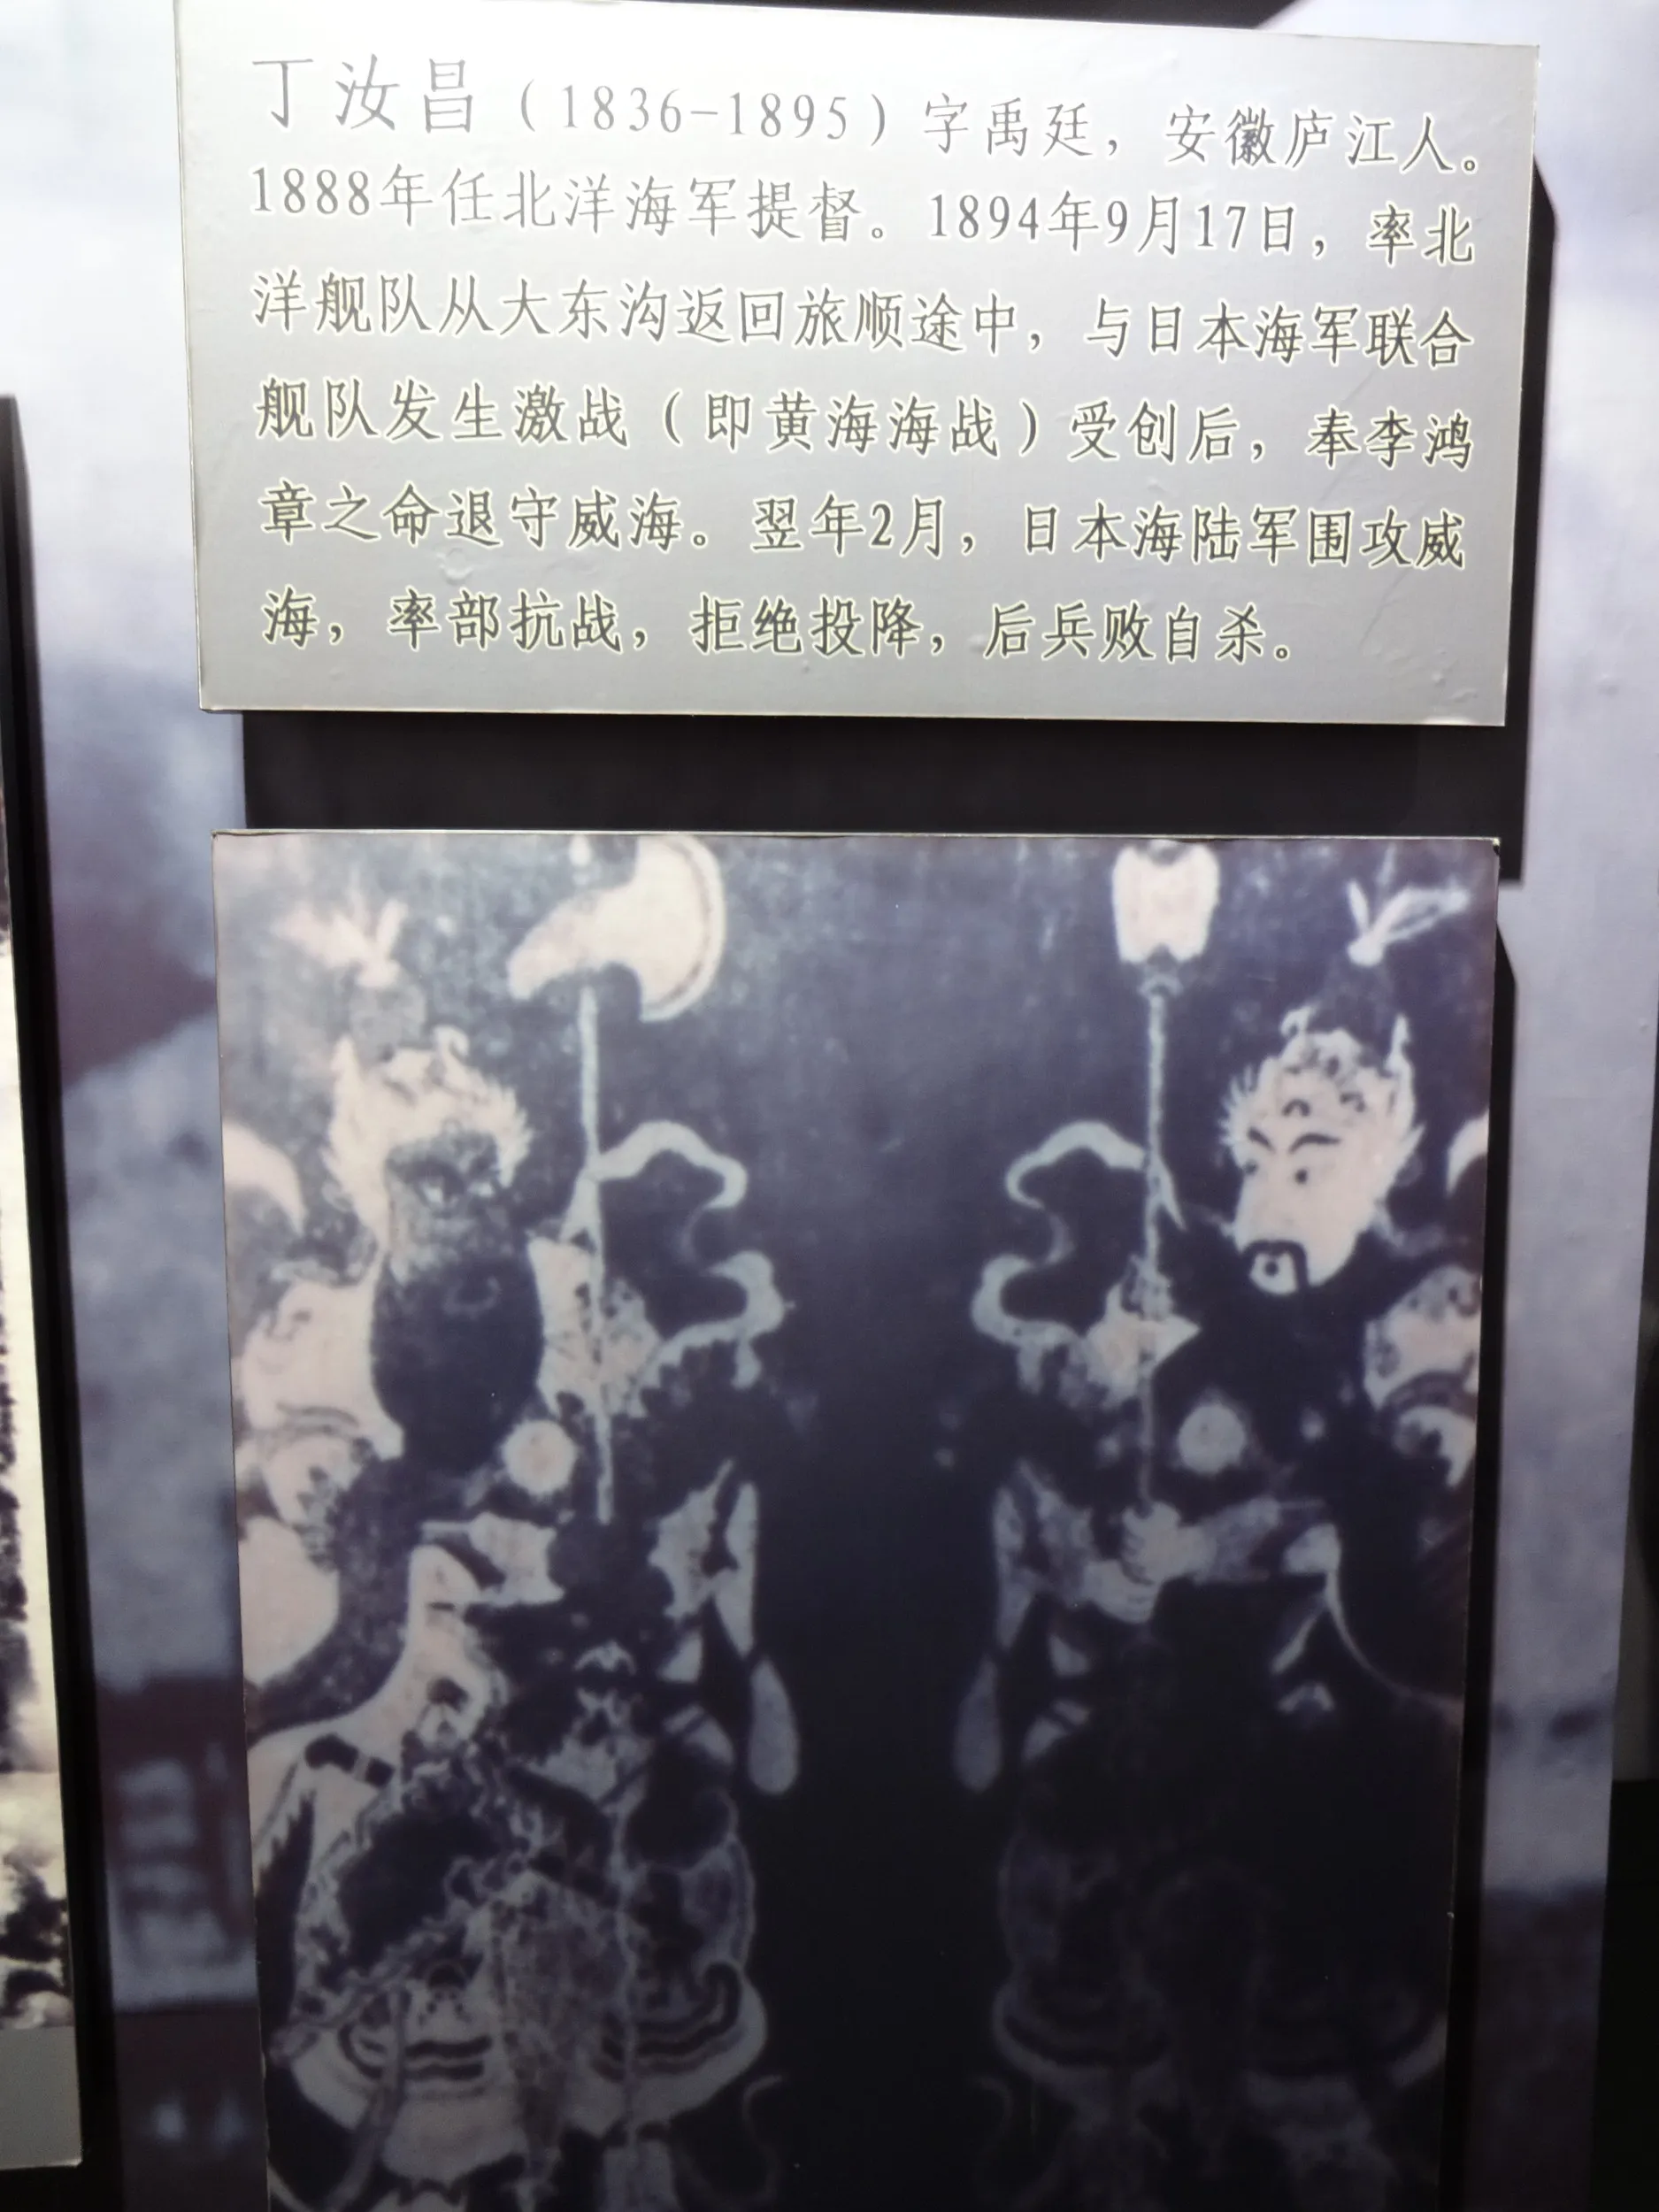 丁汝昌（1836-1895）字禹廷，安徽庐江人。
1888年任北洋海军提督。1894年9月17日，率北
洋舰队从大东沟返回旅顺途中，与日本海军联合
舰队发生激战（即黄海海战）受创后，奉李鸿
章之命退守威海。翌年2月，日本海陆军围攻威
海，率部抗战，拒绝投降，后兵败自杀。